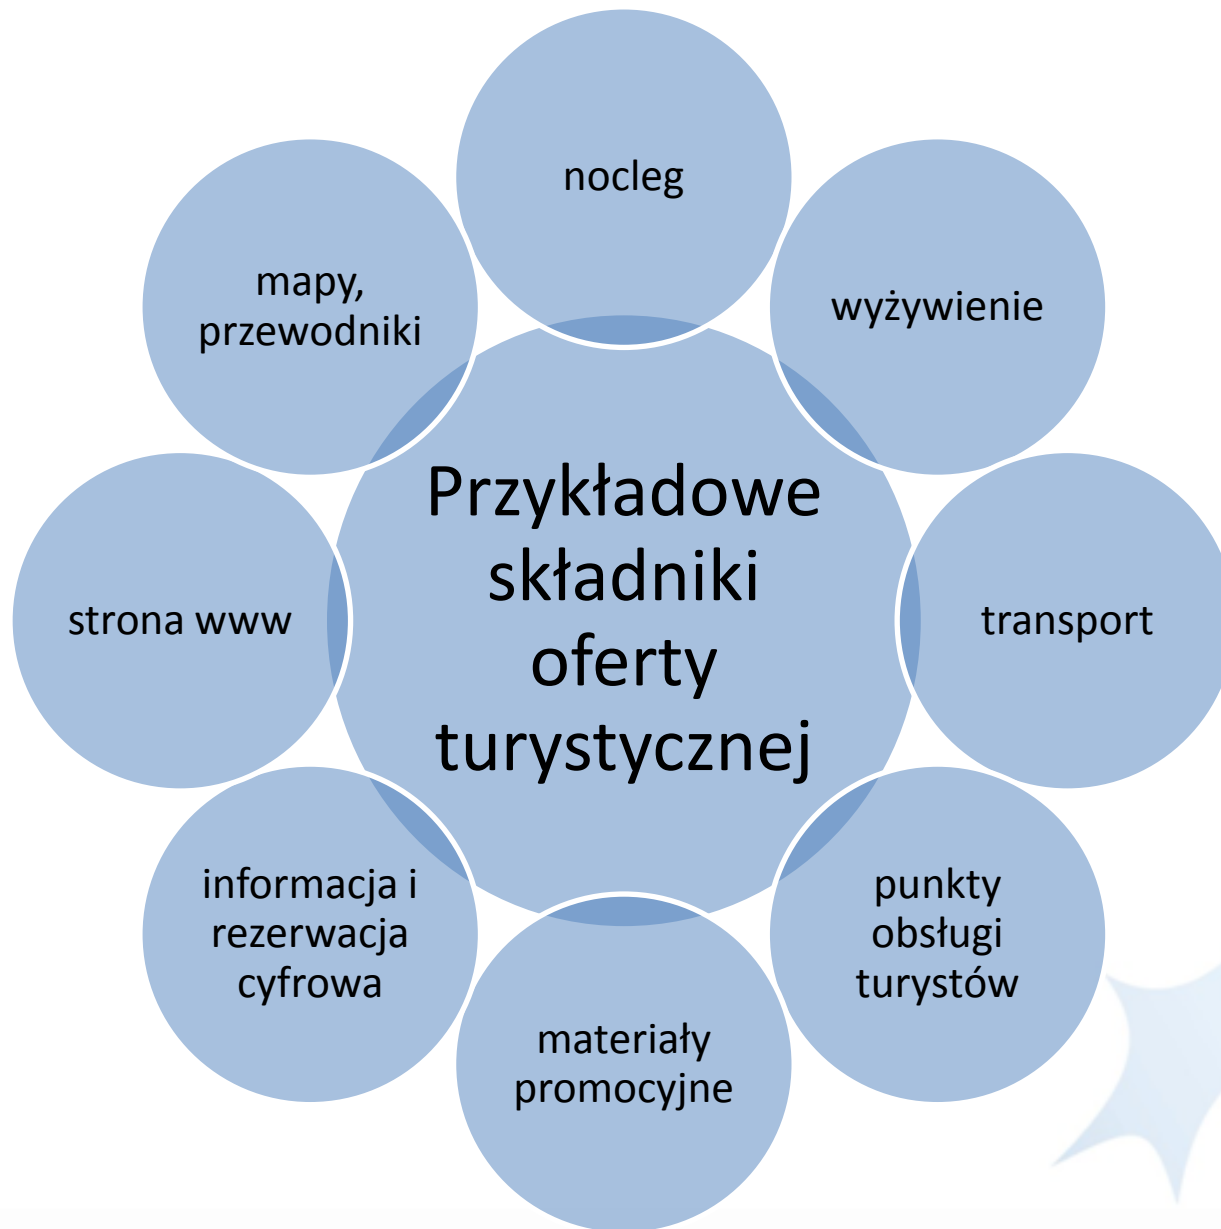 nocleg
wyżywienie
transport
punkty
obsługi
turystów
materiały
promocyjne
informacja i
rezerwacja
cyfrowa
strona www
mapy,
przewodniki
Przykładowe
składniki
oferty
turystycznej